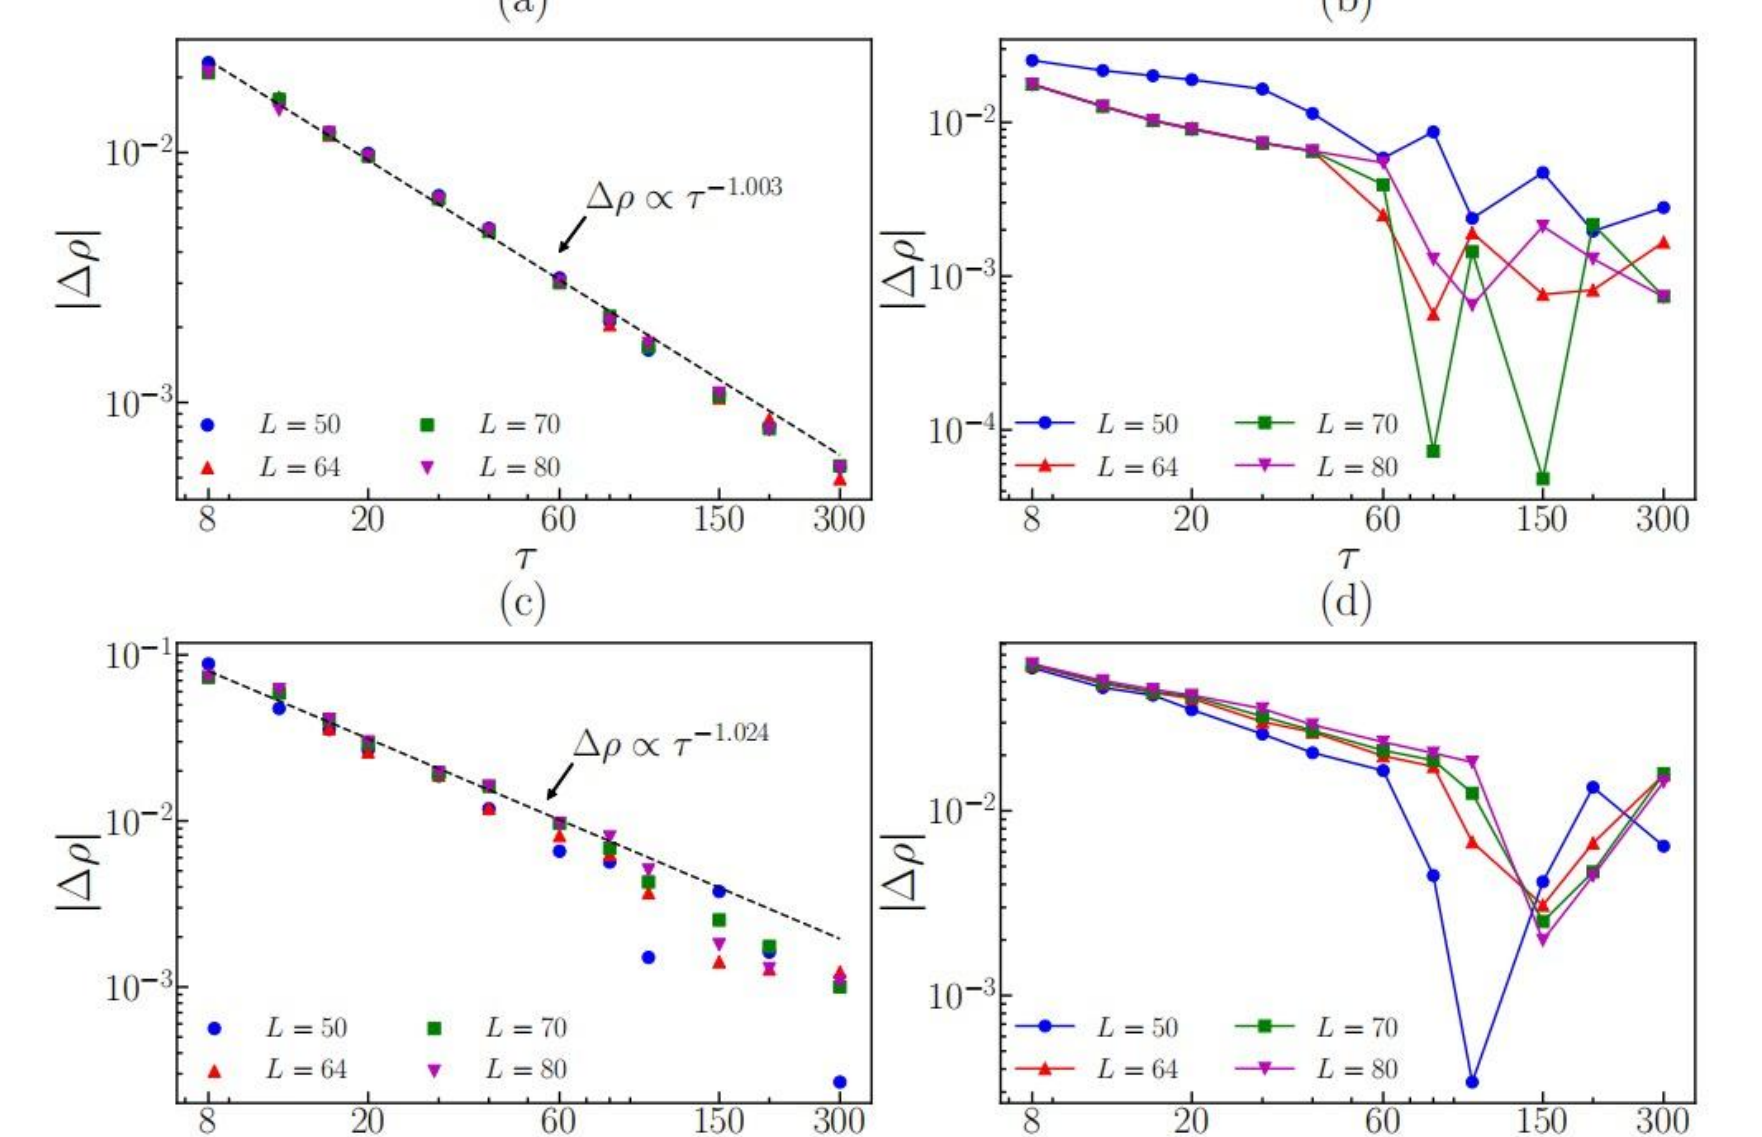 (a)
(b)
10^{-2}
10^{-3}
|Δρ|
Δρ ∝ τ^{-1.003}
L = 50
L = 70
L = 64
L = 80
8 20 60 150 300
τ
10^{-2}
10^{-3}
10^{-4}
|Δρ|
L = 50
L = 70
L = 64
L = 80
8 20 60 150 300
τ
(c)
(d)
10^{-1}
10^{-2}
10^{-3}
|Δρ|
Δρ ∝ τ^{-1.024}
L = 50
L = 70
L = 64
L = 80
8 20 60 150 300
10^{-2}
10^{-3}
|Δρ|
L = 50
L = 70
L = 64
L = 80
8 20 60 150 300